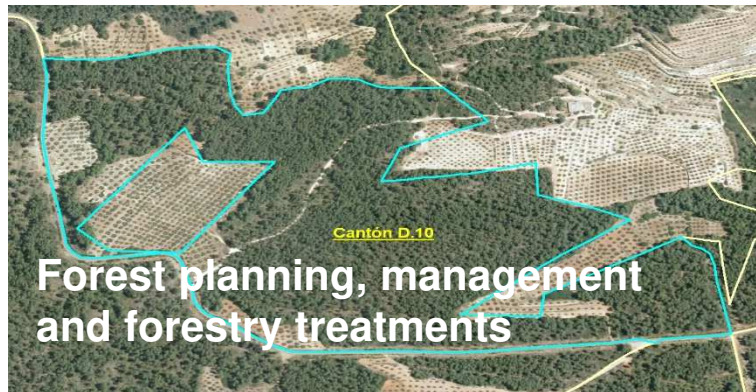 Cantón D.10
Forest planning, management
and forestry treatments